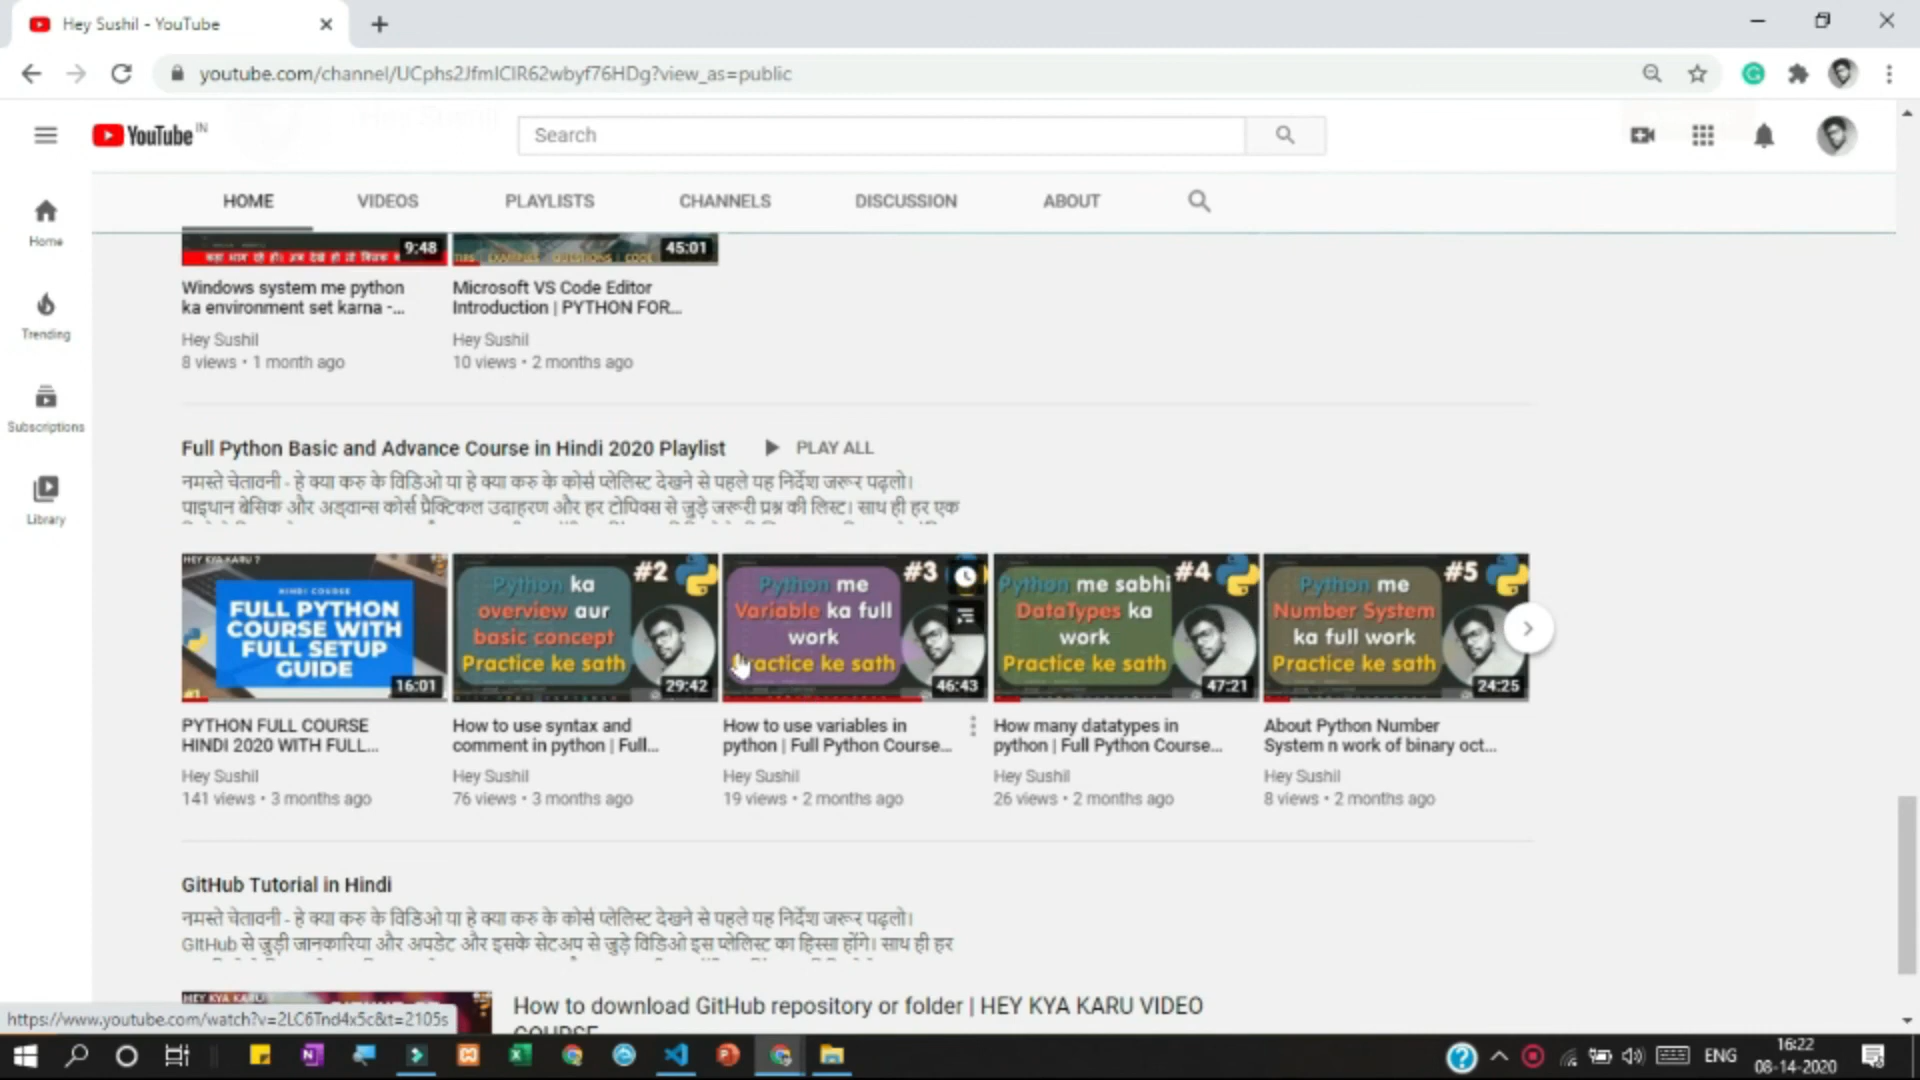 Hey Sushil - YouTube
youtube.com/channel/UCphs2JfmICIR62wbyf76HDg?view_as=public
YouTube IN
Search
HOME VIDEOS PLAYLISTS CHANNELS DISCUSSION ABOUT
Home
Trending
Subscriptions
Library
9:48
45:01
Windows system me python
ka environment set karna -...
Hey Sushil
8 views • 1 month ago
Microsoft VS Code Editor
Introduction | PYTHON FOR...
Hey Sushil
10 views • 2 months ago
Full Python Basic and Advance Course in Hindi 2020 Playlist PLAY ALL
नमस्ते चेतावनी - हे क्या करु के विडिओ या हे क्या करु के कोर्स प्लेलिस्ट देखने से पहले यह निर्देश जरूर पढ़लो।
पाइथान बेसिक और अड्वान्स कोर्स प्रैक्टिकल उदाहरण और हर टोपिक्स से जुड़े जरूरी प्रश्न की लिस्ट। साथ ही हर एक
HEY KYA KARU ?
HINDI COURSE
FULL PYTHON
COURSE WITH
FULL SETUP
GUIDE
#1
16:01
Python ka
overview aur
basic concept
Practice ke sath
#2
29:42
Python me
Variable ka full
work
Practice ke sath
#3
46:43
Python me sabhi
DataTypes ka
work
Practice ke sath
#4
47:21
Python me
Number System
ka full work
Practice ke sath
#5
24:25
PYTHON FULL COURSE
HINDI 2020 WITH FULL...
Hey Sushil
141 views • 3 months ago
How to use syntax and
comment in python | Full...
Hey Sushil
76 views • 3 months ago
How to use variables in
python | Full Python Course...
Hey Sushil
19 views • 2 months ago
How many datatypes in
python | Full Python Course...
Hey Sushil
26 views • 2 months ago
About Python Number
System n work of binary oct...
Hey Sushil
8 views • 2 months ago
GitHub Tutorial in Hindi
नमस्ते चेतावनी - हे क्या करु के विडिओ या हे क्या करु के कोर्स प्लेलिस्ट देखने से पहले यह निर्देश जरूर पढ़लो।
GitHub से जुड़ी जानकारिया और अपडेट और इसके सेटअप से जुड़े विडिओ इस प्लेलिस्ट का हिस्सा होंगे। साथ ही हर
HEY KYA KARU
How to download GitHub repository or folder | HEY KYA KARU VIDEO
COURSE
https://www.youtube.com/watch?v=2LC6Tnd4x5c&t=2105s
ENG
16:22
08-14-2020